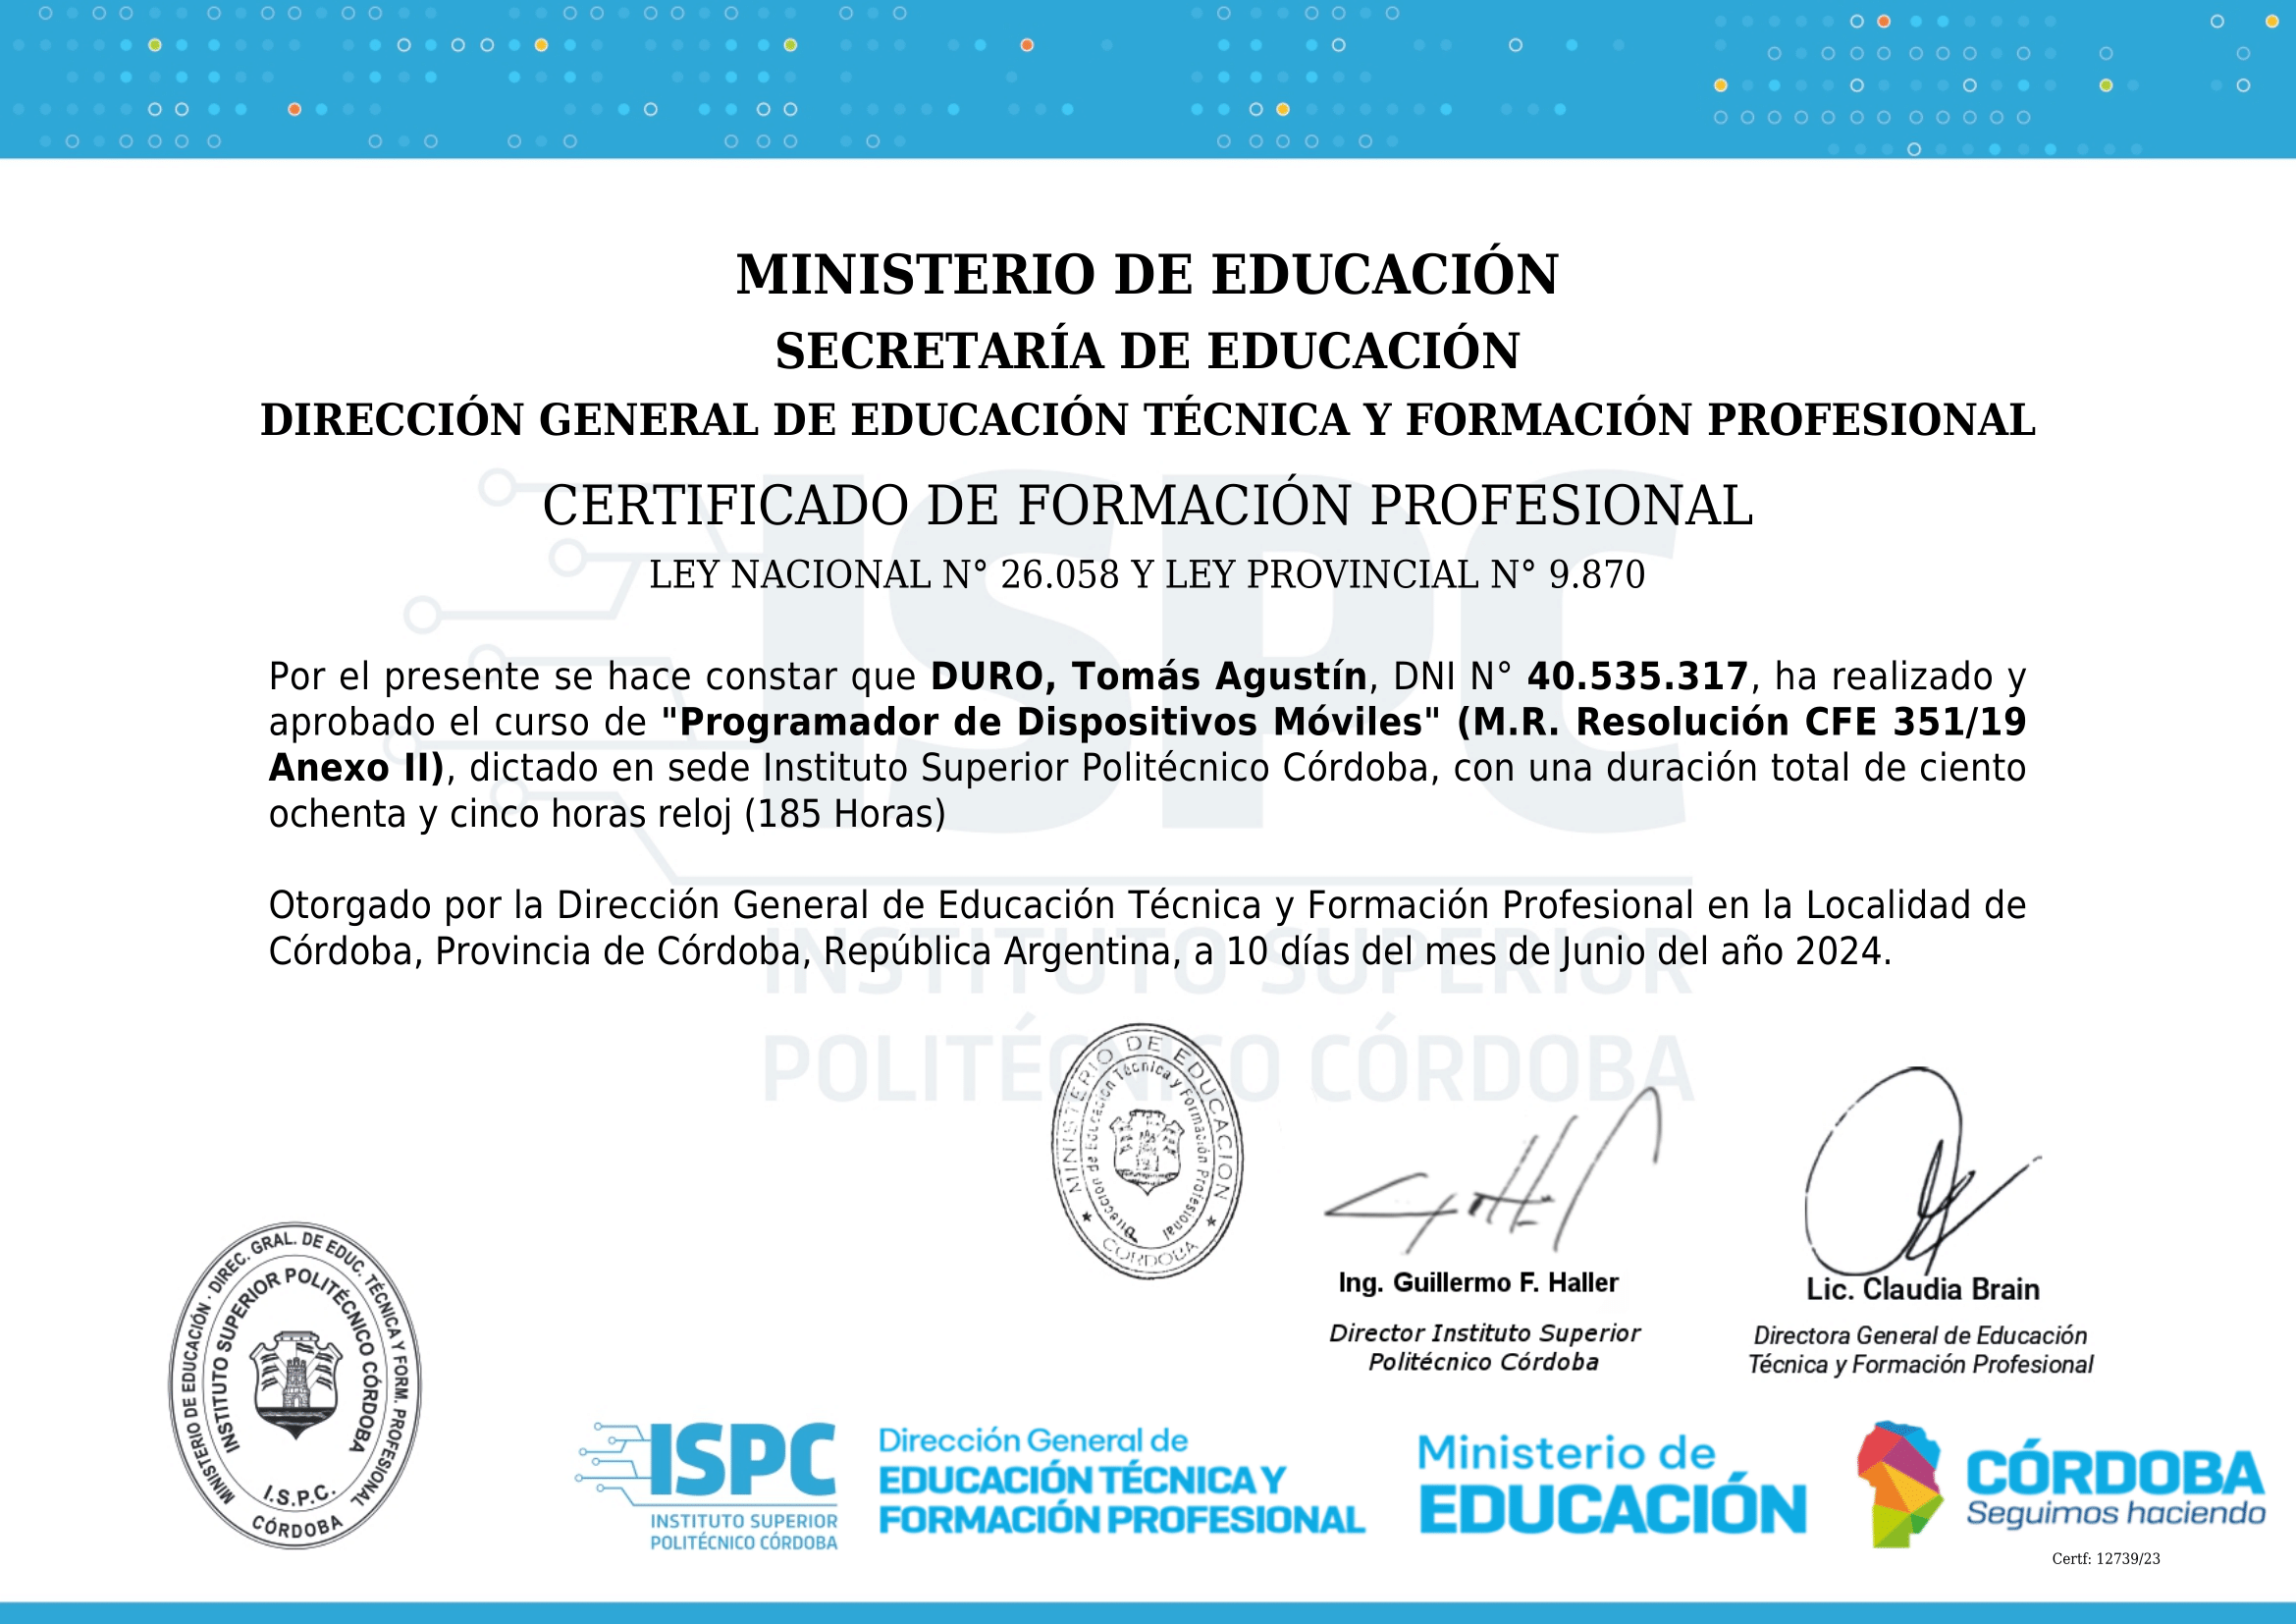 MINISTERIO DE EDUCACIÓN
SECRETARÍA DE EDUCACIÓN
DIRECCIÓN GENERAL DE EDUCACIÓN TÉCNICA Y FORMACIÓN PROFESIONAL
CERTIFICADO DE FORMACIÓN PROFESIONAL
LEY NACIONAL N° 26.058 Y LEY PROVINCIAL N° 9.870
Por el presente se hace constar que DURO, Tomás Agustín, DNI N° 40.535.317, ha realizado y
aprobado el curso de "Programador de Dispositivos Móviles" (M.R. Resolución CFE 351/19
Anexo II), dictado en sede Instituto Superior Politécnico Córdoba, con una duración total de ciento
ochenta y cinco horas reloj (185 Horas)
Otorgado por la Dirección General de Educación Técnica y Formación Profesional en la Localidad de
Córdoba, Provincia de Córdoba, República Argentina, a 10 días del mes de Junio del año 2024.
ISPC
INSTITUTO SUPERIOR
POLITÉCNICO CÓRDOBA
MINISTERIO DE EDUCACION
Dirección de Educación Técnica y Formación Profesional
CORDOBA
Ing. Guillermo F. Haller
Director Instituto Superior
Politécnico Córdoba
Lic. Claudia Brain
Directora General de Educación
Técnica y Formación Profesional
MINISTERIO DE EDUCACIÓN · DIREC. GRAL. DE EDUC. TÉCNICA Y FORM. PROFESIONAL
INSTITUTO SUPERIOR POLITÉCNICO CÓRDOBA
I.S.P.C.
CÓRDOBA
ISPC
INSTITUTO SUPERIOR
POLITÉCNICO CÓRDOBA
Dirección General de
EDUCACIÓN TÉCNICA Y
FORMACIÓN PROFESIONAL
Ministerio de
EDUCACIÓN
CÓRDOBA
Seguimos haciendo
Certf: 12739/23